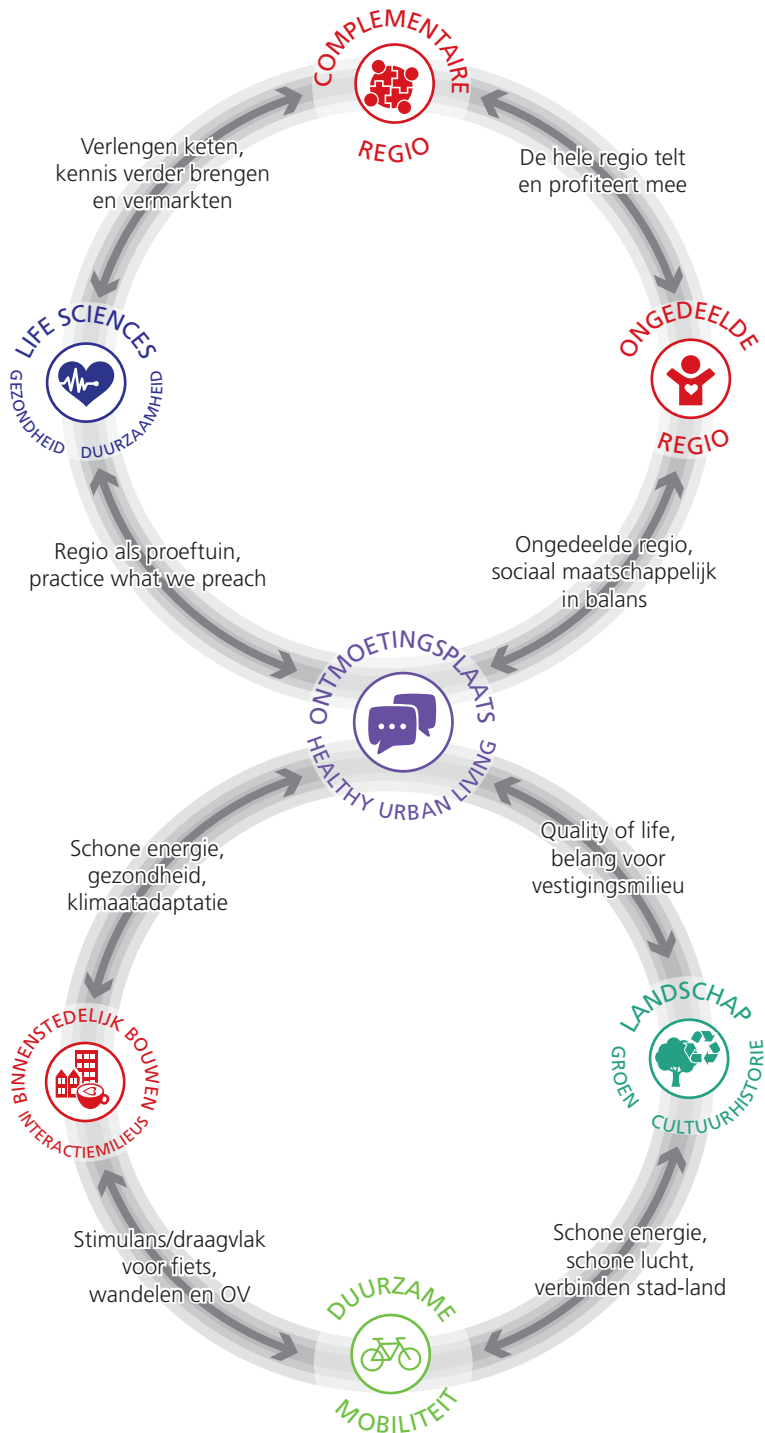 COMPLEMENTAIRE
REGIO
Verlengen keten,
kennis verder brengen
en vermarkten
De hele regio telt
en profiteert mee
LIFE SCIENCES
GEZONDHEID DUURZAAMHEID
ONGEDEELDE
REGIO
Regio als proeftuin,
practice what we preach
Ongedeelde regio,
sociaal maatschappelijk
in balans
ONTMOETINGSPLAATS
HEALTHY URBAN LIVING
Schone energie,
gezondheid,
klimaatadaptatie
Quality of life,
belang voor
vestigingsmilieu
BINNENSTEDELIJK BOUWEN
INTERACTIEMILIEUS
LANDSCHAP
GROEN CULTUURHISTORIE
Stimulans/draagvlak
voor fiets,
wandelen en OV
Schone energie,
schone lucht,
verbinden stad-land
DUURZAME
MOBILITEIT